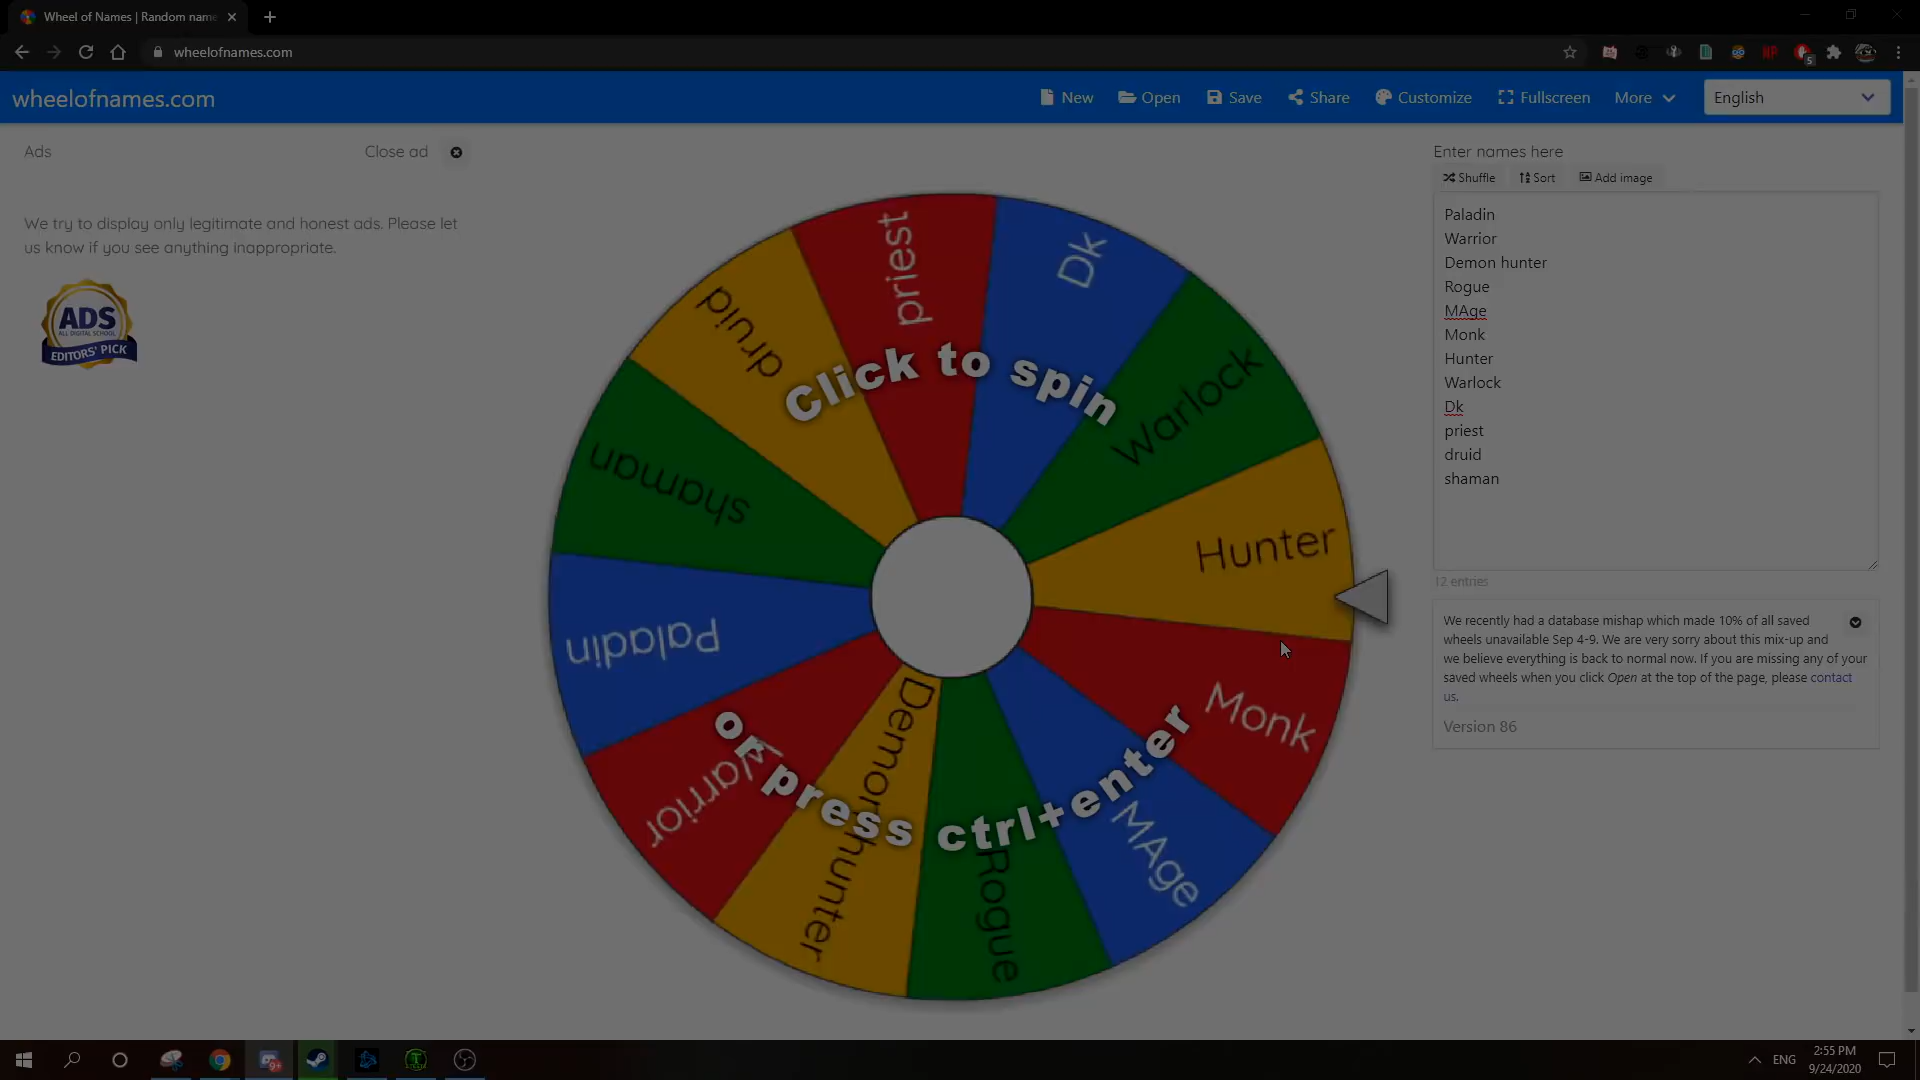 Wheel of Names | Random name
wheelofnames.com
5
wheelofnames.com
New
Open
Save
Share
Customize
Fullscreen
More
English
Ads
Close ad
We try to display only legitimate and honest ads. Please let
us know if you see anything inappropriate.
ADS
ALL DIGITAL SCHOOL
EDITORS' PICK
priest
Dk
Warlock
Hunter
Monk
MAge
Rogue
Demon hunter
Warrior
Paladin
shaman
druid
Click to spin
or press ctrl+enter
Enter names here
Shuffle
Sort
Add image
Paladin
Warrior
Demon hunter
Rogue
MAge
Monk
Hunter
Warlock
Dk
priest
druid
shaman
12 entries
We recently had a database mishap which made 10% of all saved
wheels unavailable Sep 4-9. We are very sorry about this mix-up and
we believe everything is back to normal now. If you are missing any of your
saved wheels when you click Open at the top of the page, please contact
us.
Version 86
9+
ENG
2:55 PM
9/24/2020